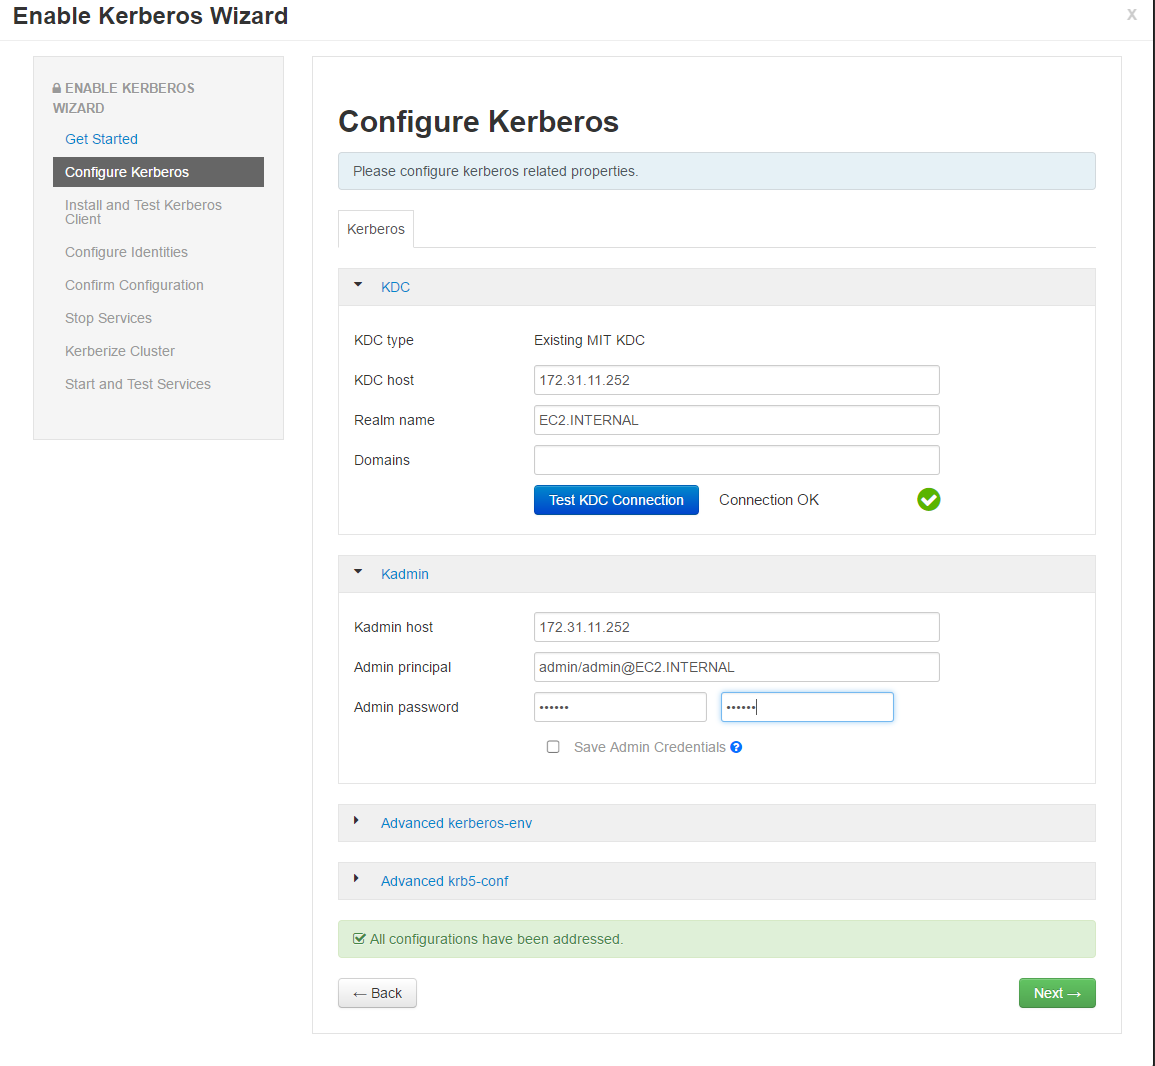 Enable Kerberos Wizard
x
ENABLE KERBEROS
WIZARD
Get Started
Configure Kerberos
Install and Test Kerberos
Client
Configure Identities
Confirm Configuration
Stop Services
Kerberize Cluster
Start and Test Services
Configure Kerberos
Please configure kerberos related properties.
Kerberos
KDC
KDC type Existing MIT KDC
KDC host 172.31.11.252
Realm name EC2.INTERNAL
Domains
Test KDC Connection Connection OK
Kadmin
Kadmin host 172.31.11.252
Admin principal admin/admin@EC2.INTERNAL
Admin password •••••• ••••••
Save Admin Credentials ?
Advanced kerberos-env
Advanced krb5-conf
All configurations have been addressed.
← Back Next →